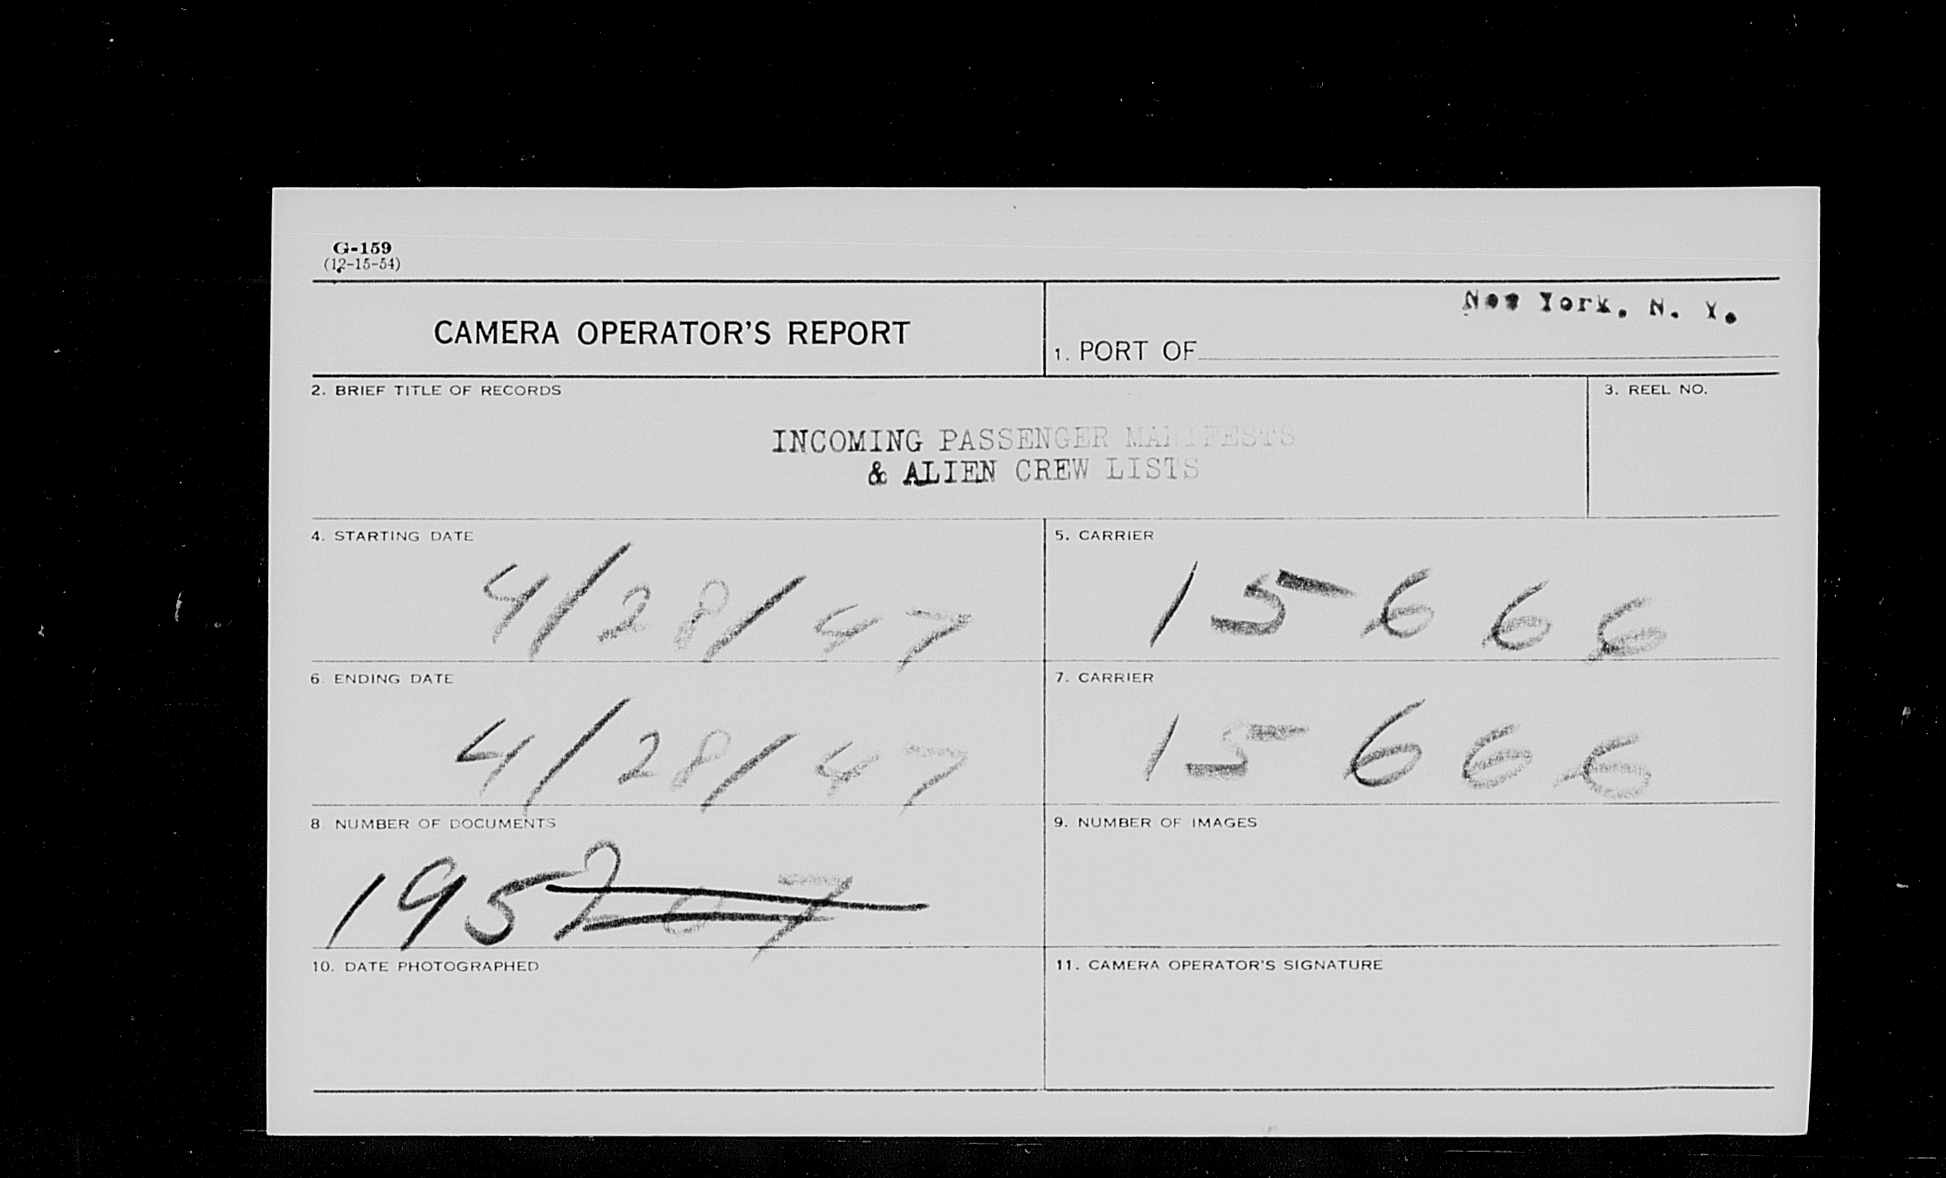 G-159
(12-15-54)
CAMERA OPERATOR'S REPORT
New York, N. Y.
1. PORT OF
2. BRIEF TITLE OF RECORDS
3. REEL NO.
INCOMING PASSENGER MANIFESTS
& ALIEN CREW LISTS
4. STARTING DATE
4/28/47
5. CARRIER
15666
6. ENDING DATE
4/28/47
7. CARRIER
15666
8. NUMBER OF DOCUMENTS
195 207
9. NUMBER OF IMAGES
10. DATE PHOTOGRAPHED
11. CAMERA OPERATOR'S SIGNATURE